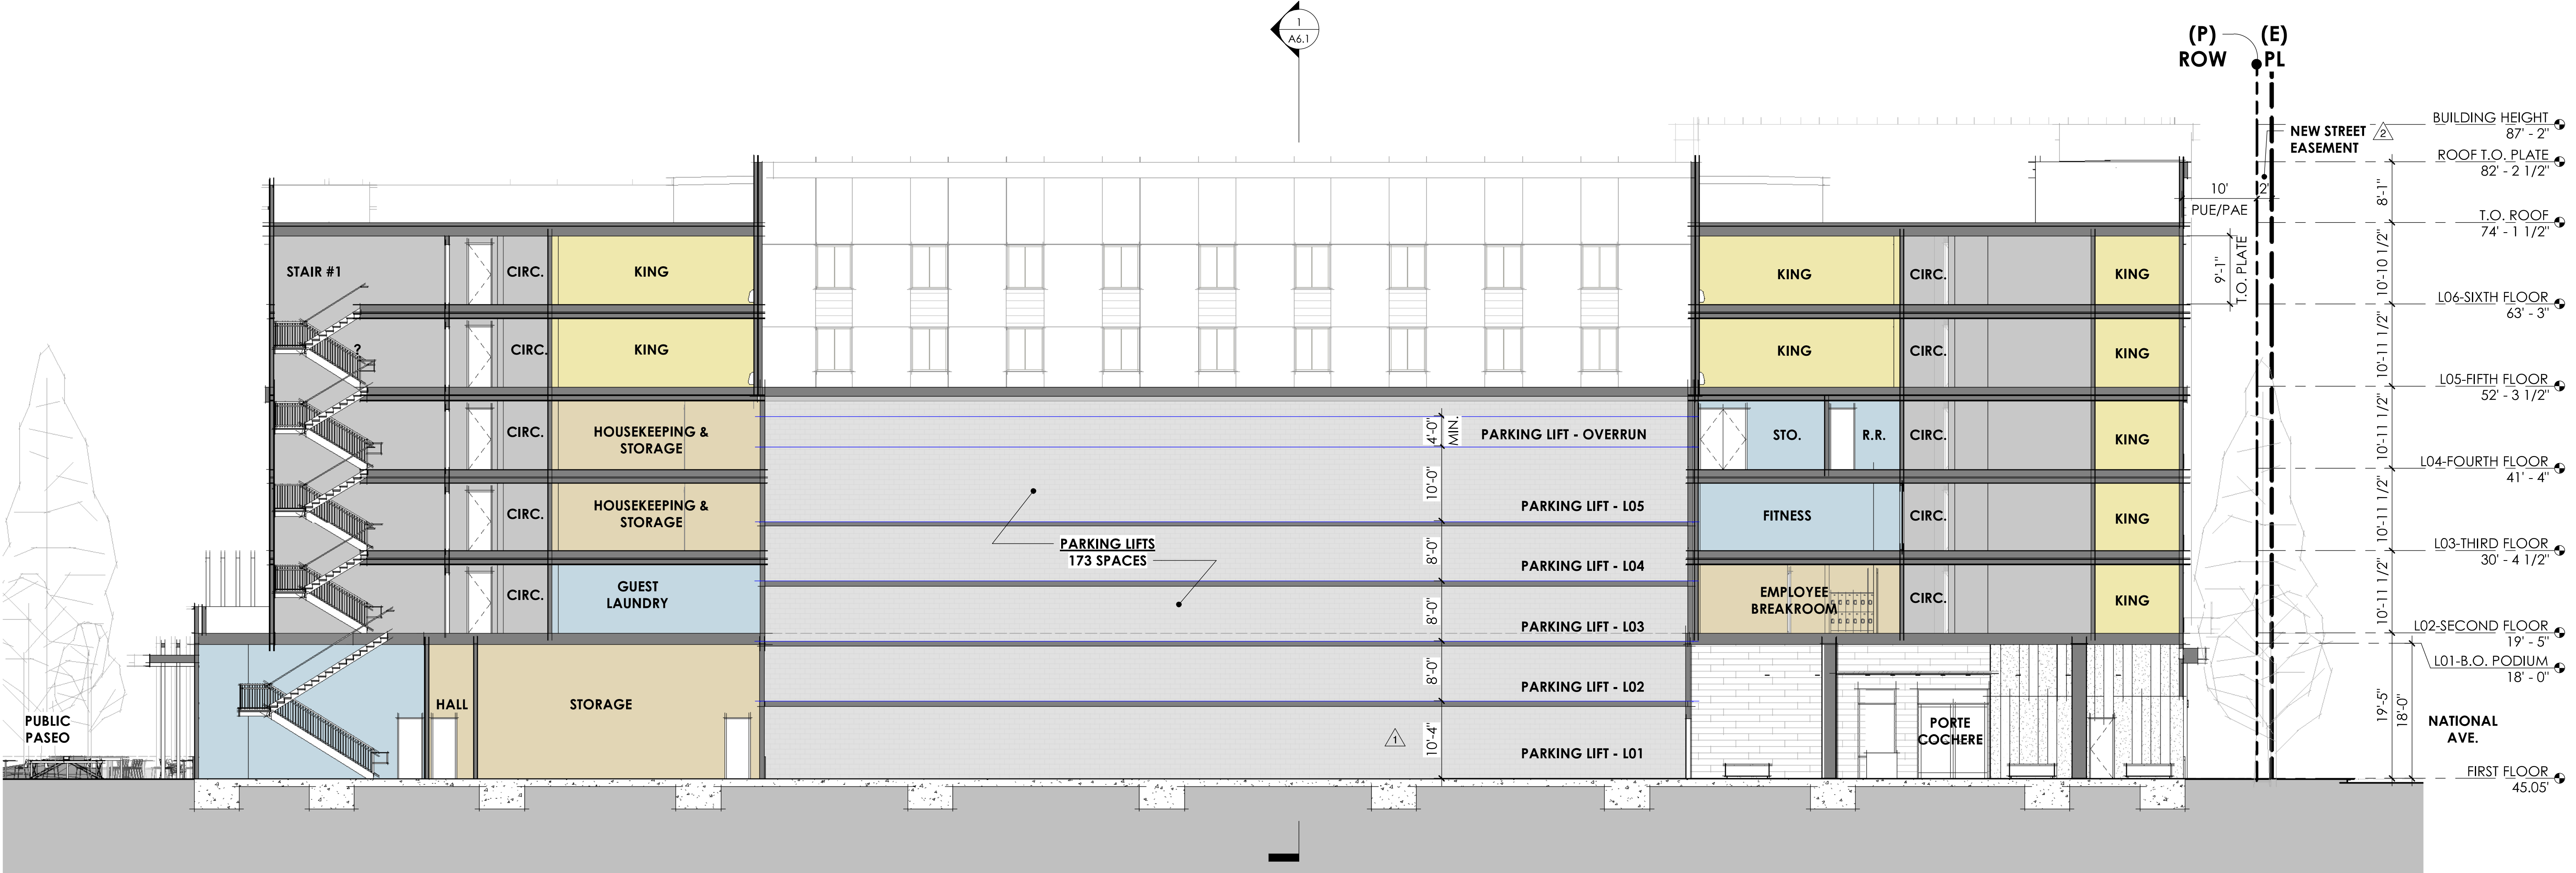 1
A6.1
(P)
ROW
(E)
PL
NEW STREET
EASEMENT
2
10'
2'
PUE/PAE
BUILDING HEIGHT
87' - 2"
ROOF T.O. PLATE
82' - 2 1/2"
T.O. ROOF
74' - 1 1/2"
L06-SIXTH FLOOR
63' - 3"
L05-FIFTH FLOOR
52' - 3 1/2"
L04-FOURTH FLOOR
41' - 4"
L03-THIRD FLOOR
30' - 4 1/2"
L02-SECOND FLOOR
19' - 5"
L01-B.O. PODIUM
18' - 0"
NATIONAL
AVE.
FIRST FLOOR
45.05'
8'-1"
10'-10 1/2"
10'-11 1/2"
10'-11 1/2"
10'-11 1/2"
10'-11 1/2"
19'-5"
18'-0"
9'-1"
T.O. PLATE
STAIR #1
CIRC.
KING
KING
CIRC.
KING
?
CIRC.
KING
KING
CIRC.
KING
CIRC.
HOUSEKEEPING &
STORAGE
4'-0"
MIN.
PARKING LIFT - OVERRUN
STO.
R.R.
CIRC.
KING
CIRC.
HOUSEKEEPING &
STORAGE
10'-0"
PARKING LIFT - L05
FITNESS
CIRC.
KING
PARKING LIFTS
173 SPACES
8'-0"
PARKING LIFT - L04
CIRC.
GUEST
LAUNDRY
8'-0"
PARKING LIFT - L03
EMPLOYEE
BREAKROOM
CIRC.
KING
PUBLIC
PASEO
HALL
STORAGE
8'-0"
PARKING LIFT - L02
1
10'-4"
PARKING LIFT - L01
PORTE
COCHERE